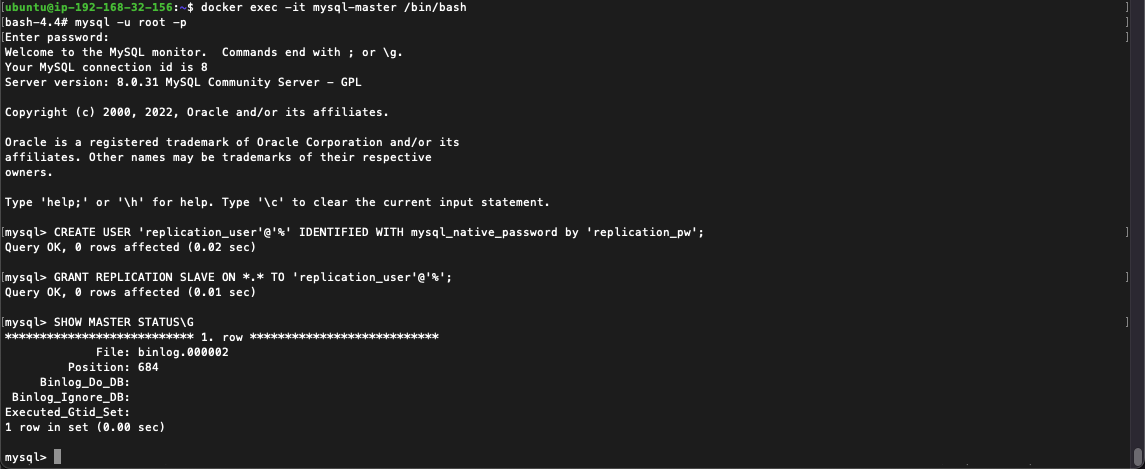 [ubuntu@ip-192-168-32-156:~$ docker exec -it mysql-master /bin/bash ]
[bash-4.4# mysql -u root -p ]
[Enter password: ]
Welcome to the MySQL monitor.  Commands end with ; or \g.
Your MySQL connection id is 8
Server version: 8.0.31 MySQL Community Server - GPL
Copyright (c) 2000, 2022, Oracle and/or its affiliates.
Oracle is a registered trademark of Oracle Corporation and/or its
affiliates. Other names may be trademarks of their respective
owners.
Type 'help;' or '\h' for help. Type '\c' to clear the current input statement.
[mysql> CREATE USER 'replication_user'@'%' IDENTIFIED WITH mysql_native_password by 'replication_pw'; ]
Query OK, 0 rows affected (0.02 sec)
[mysql> GRANT REPLICATION SLAVE ON *.* TO 'replication_user'@'%'; ]
Query OK, 0 rows affected (0.01 sec)
[mysql> SHOW MASTER STATUS\G ]
*************************** 1. row ***************************
File: binlog.000002
Position: 684
Binlog_Do_DB:
Binlog_Ignore_DB:
Executed_Gtid_Set:
1 row in set (0.00 sec)
mysql>